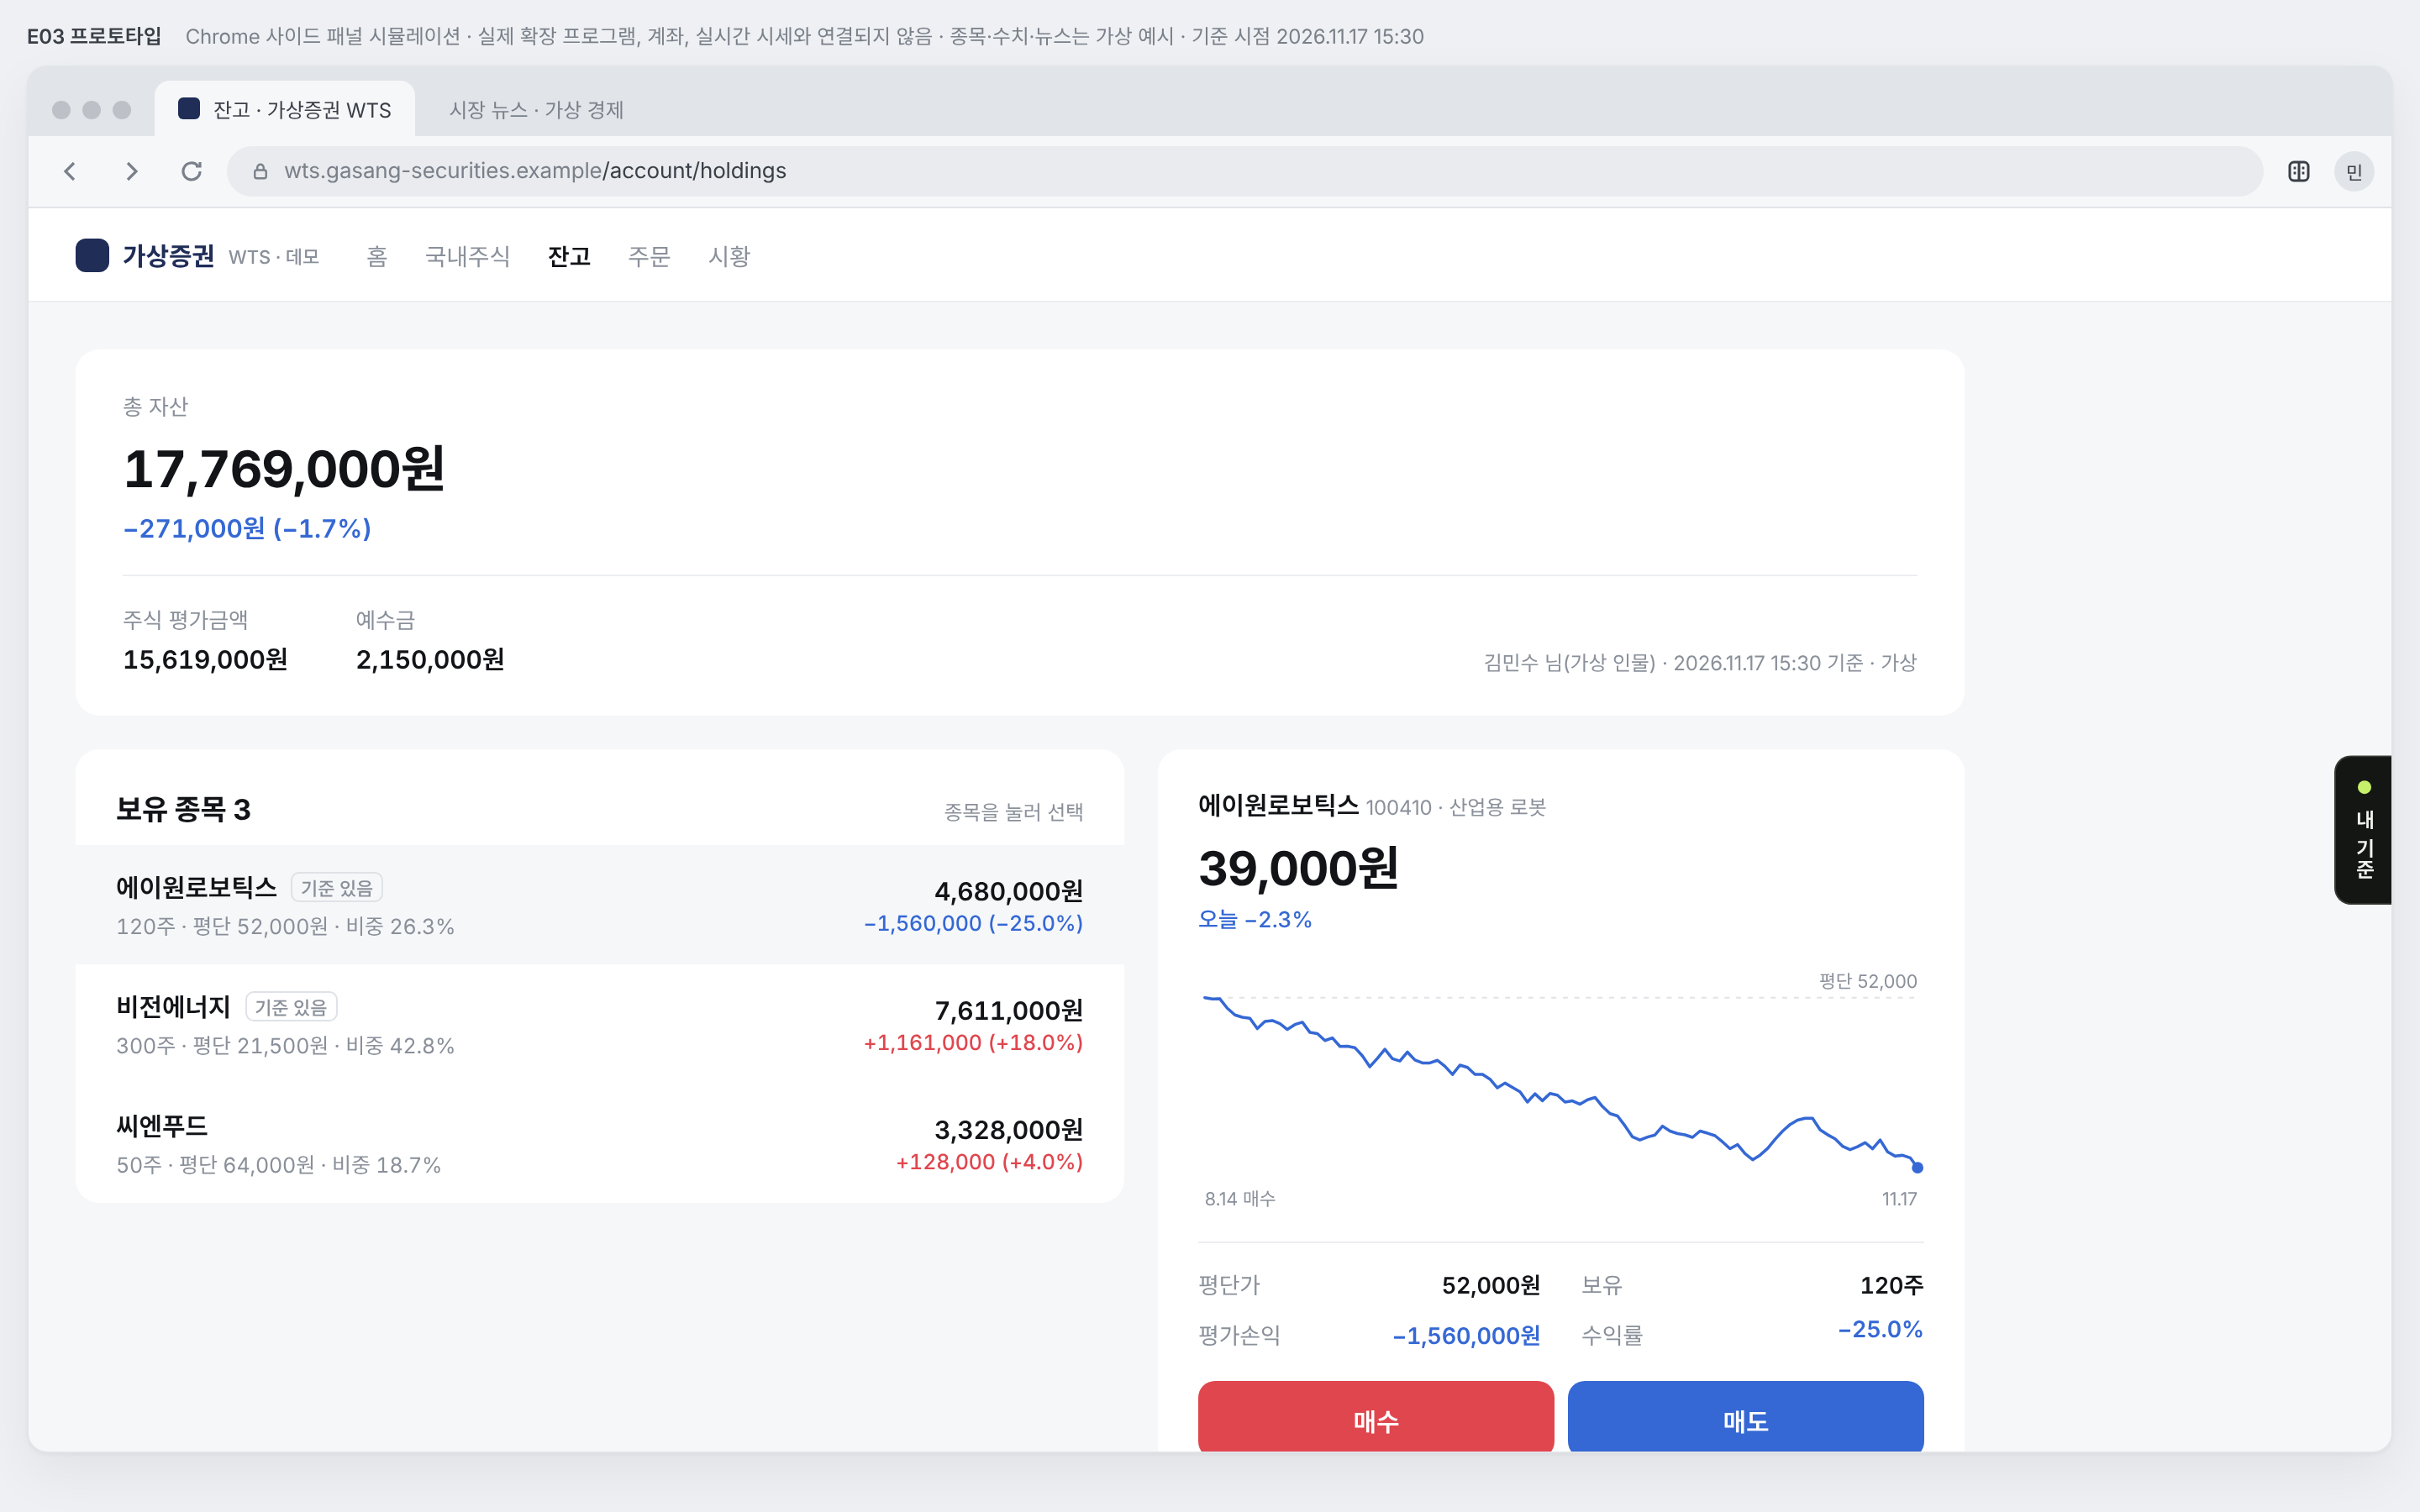 E03 프로토타입 Chrome 사이드 패널 시뮬레이션 · 실제 확장 프로그램, 계좌, 실시간 시세와 연결되지 않음 · 종목·수치·뉴스는 가상 예시 · 기준 시점 2026.11.17 15:30
잔고 · 가상증권 WTS 시장 뉴스 · 가상 경제
wts.gasang-securities.example/account/holdings 민
가상증권 WTS · 데모 홈 국내주식 잔고 주문 시황
총 자산
17,769,000원
−271,000원 (−1.7%)
주식 평가금액 예수금
15,619,000원 2,150,000원
김민수 님(가상 인물) · 2026.11.17 15:30 기준 · 가상
보유 종목 3 종목을 눌러 선택
에이원로보틱스 기준 있음 4,680,000원
120주 · 평단 52,000원 · 비중 26.3% −1,560,000 (−25.0%)
비전에너지 기준 있음 7,611,000원
300주 · 평단 21,500원 · 비중 42.8% +1,161,000 (+18.0%)
씨엔푸드 3,328,000원
50주 · 평단 64,000원 · 비중 18.7% +128,000 (+4.0%)
에이원로보틱스 100410 · 산업용 로봇
39,000원
오늘 −2.3%
평단 52,000
8.14 매수 11.17
평단가 52,000원 보유 120주
평가손익 −1,560,000원 수익률 −25.0%
매수 매도
내 기준